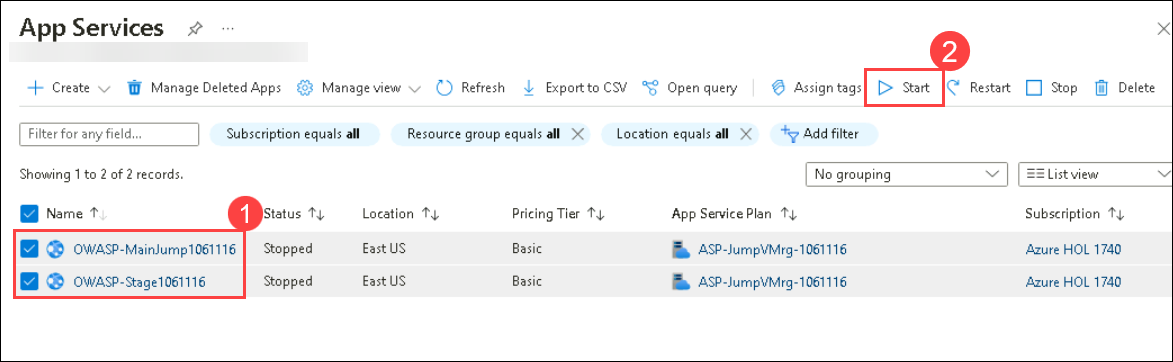 App Services
2
Create Manage Deleted Apps Manage view Refresh Export to CSV Open query Assign tags Start Restart Stop Delete
Filter for any field... Subscription equals all Resource group equals all Location equals all Add filter
Showing 1 to 2 of 2 records. No grouping List view
1
Name Status Location Pricing Tier App Service Plan Subscription
OWASP-MainJump1061116 Stopped East US Basic ASP-JumpVMrg-1061116 Azure HOL 1740
OWASP-Stage1061116 Stopped East US Basic ASP-JumpVMrg-1061116 Azure HOL 1740